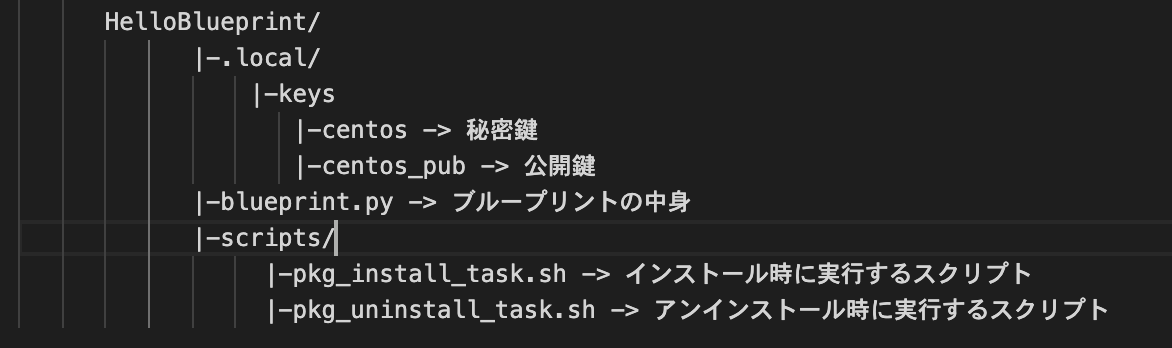 HelloBlueprint/
|-.local/
|-keys
|-centos -> 秘密鍵
|-centos_pub -> 公開鍵
|-blueprint.py -> ブループリントの中身
|-scripts/
|-pkg_install_task.sh -> インストール時に実行するスクリプト
|-pkg_uninstall_task.sh -> アンインストール時に実行するスクリプト